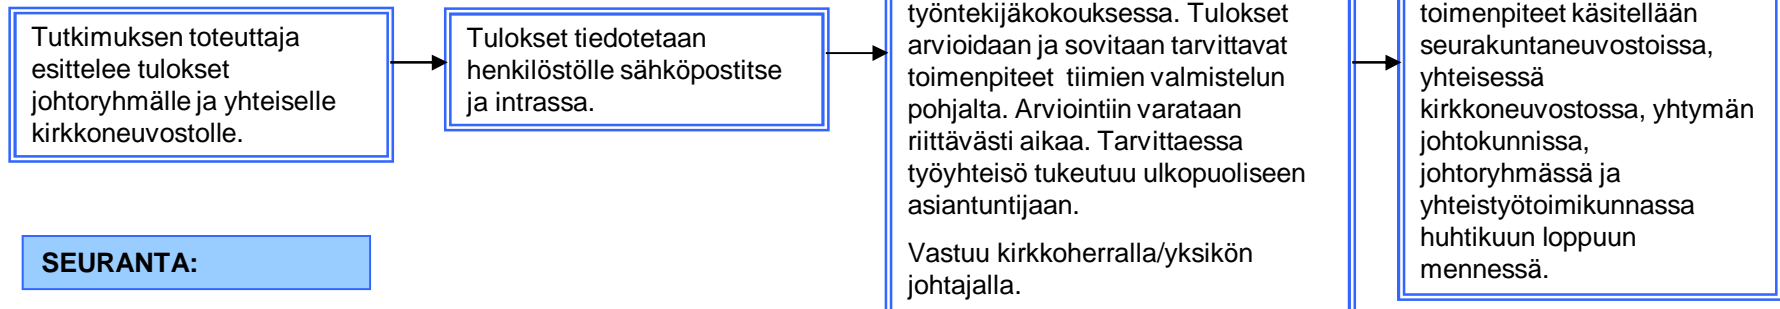 Tutkimuksen toteuttaja
esittelee tulokset
johtoryhmälle ja yhteiselle
kirkkoneuvostolle.
Tulokset tiedotetaan
henkilöstölle sähköpostitse
ja intrassa.
työntekijäkokouksessa. Tulokset
arvioidaan ja sovitaan tarvittavat
toimenpiteet tiimien valmistelun
pohjalta. Arviointiin varataan
riittävästi aikaa. Tarvittaessa
työyhteisö tukeutuu ulkopuoliseen
asiantuntijaan.
Vastuu kirkkoherralla/yksikön
johtajalla.
toimenpiteet käsitellään
seurakuntaneuvostoissa,
yhteisessä
kirkkoneuvostossa, yhtymän
johtokunnissa,
johtoryhmässä ja
yhteistyötoimikunnassa
huhtikuun loppuun
mennessä.
SEURANTA: